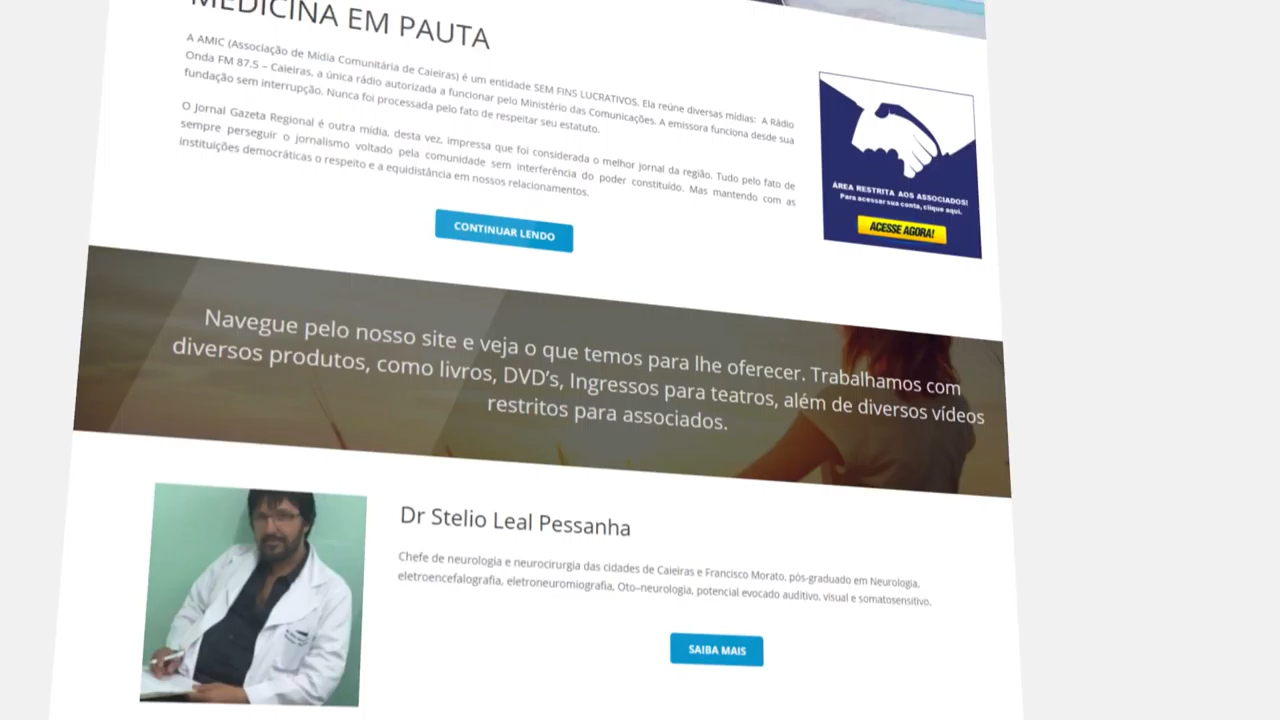 MEDICINA EM PAUTA
A AMIC (Associação de Mídia Comunitária de Caieiras) é um entidade SEM FINS LUCRATIVOS. Ela reúne diversas mídias: A Rádio
Onda FM 87.5 – Caieiras, a única rádio autorizada a funcionar pelo Ministério das Comunicações. A emissora funciona desde sua
fundação sem interrupção. Nunca foi processada pelo fato de respeitar seu estatuto.
O Jornal Gazeta Regional é outra mídia, desta vez, impressa que foi considerada o melhor jornal da região. Tudo pelo fato de
sempre perseguir o jornalismo voltado pela comunidade sem interferência do poder constituído. Mas mantendo com as
instituições democráticas o respeito e a equidistância em nossos relacionamentos.
CONTINUAR LENDO
ÁREA RESTRITA AOS ASSOCIADOS!
Para acessar sua conta, clique aqui.
ACESSE AGORA!
Navegue pelo nosso site e veja o que temos para lhe oferecer. Trabalhamos com
diversos produtos, como livros, DVD’s, Ingressos para teatros, além de diversos vídeos
restritos para associados.
Dr Stelio Leal Pessanha
Chefe de neurologia e neurocirurgia das cidades de Caieiras e Francisco Morato, pós-graduado em Neurologia,
eletroencefalografia, eletroneuromiografia, Oto–neurologia, potencial evocado auditivo, visual e somatosensitivo.
SAIBA MAIS